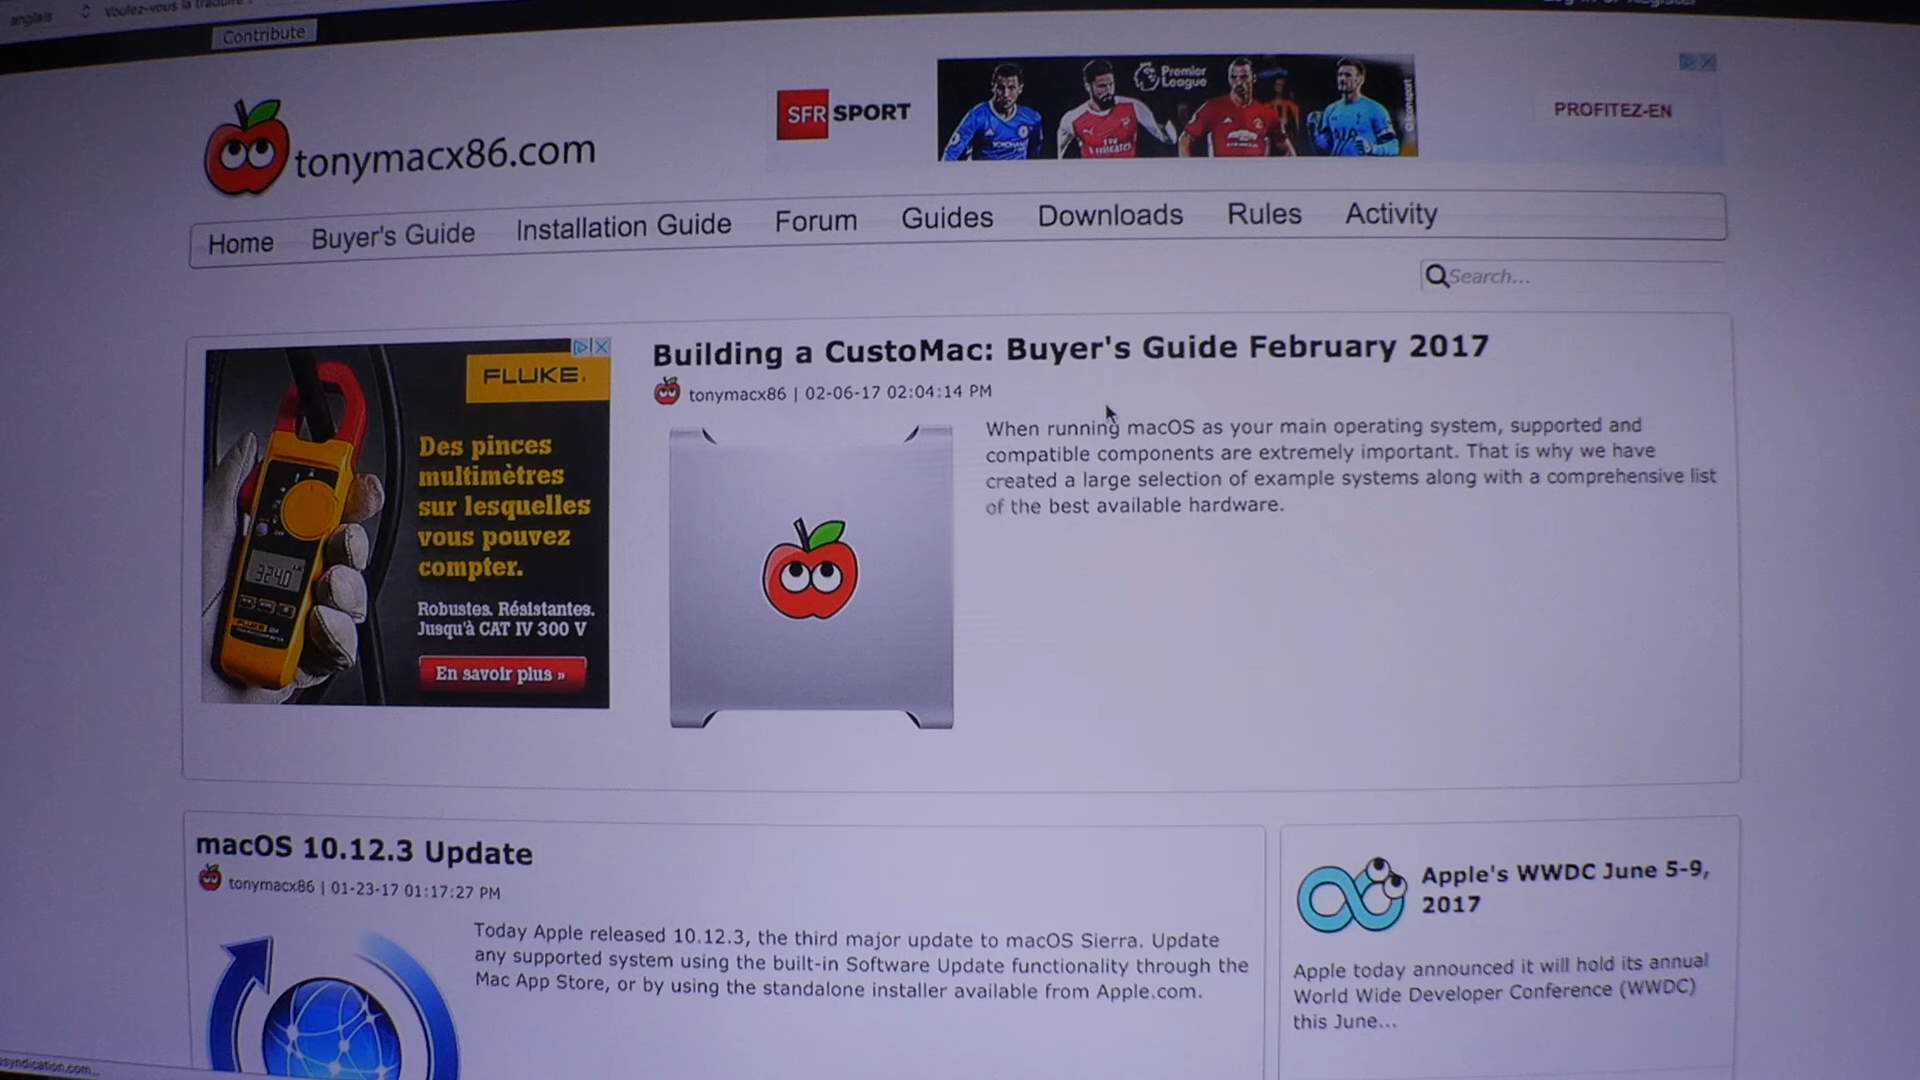 anglais Voulez-vous la traduire ?
Contribute
tonymacx86.com
SFR SPORT
Premier
League
PROFITEZ-EN
Home Buyer's Guide Installation Guide Forum Guides Downloads Rules Activity
Search...
FLUKE.
Des pinces
multimètres
sur lesquelles
vous pouvez
compter.
Robustes. Résistantes.
Jusqu'à CAT IV 300 V
En savoir plus »
324.0
FLUKE
Building a CustoMac: Buyer's Guide February 2017
tonymacx86 | 02-06-17 02:04:14 PM
When running macOS as your main operating system, supported and
compatible components are extremely important. That is why we have
created a large selection of example systems along with a comprehensive list
of the best available hardware.
macOS 10.12.3 Update
tonymacx86 | 01-23-17 01:17:27 PM
Today Apple released 10.12.3, the third major update to macOS Sierra. Update
any supported system using the built-in Software Update functionality through the
Mac App Store, or by using the standalone installer available from Apple.com.
Apple's WWDC June 5-9,
2017
Apple today announced it will hold its annual
World Wide Developer Conference (WWDC)
this June...